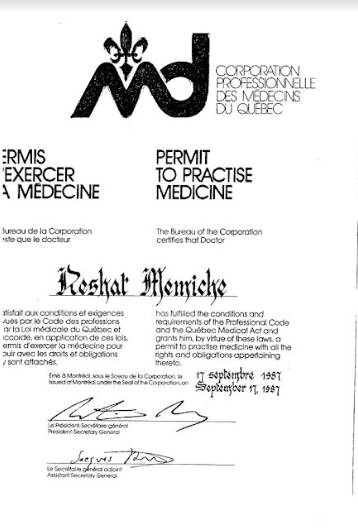 md
CORPORATION
PROFESSIONNELLE
DES MÉDECINS
DU QUÉBEC
ERMIS
'EXERCER
A MÉDECINE
PERMIT
TO PRACTISE
MEDICINE
Bureau de la Corporation
ste que le docteur
The Bureau of the Corporation
certifies that Doctor
Reshat
atisfait aux conditions et exigences
vues par le Code des professions
ar la Loi médicale du Québec et
ccorde, en application de ces lois,
ermis d'exercer la médecine pour
ouir avec les droits et obligations
y sont attachés.
has fulfilled the conditions and
requirements of the Professional Code
and the Québec Medical Act and
grants him, by virtue of these laws, a
permit to practise medicine with all the
rights and obligations appertaining
thereto.
Émis à Montréal, sous le Sceau de la Corporation, le
Issued at Montréal, under the Seal of the Corporation, on
17 septembre 1987
September 17, 1987
Le Président-Secrétaire général
President-Secretary General
Le Secrétaire général adjoint
Assistant Secretary General